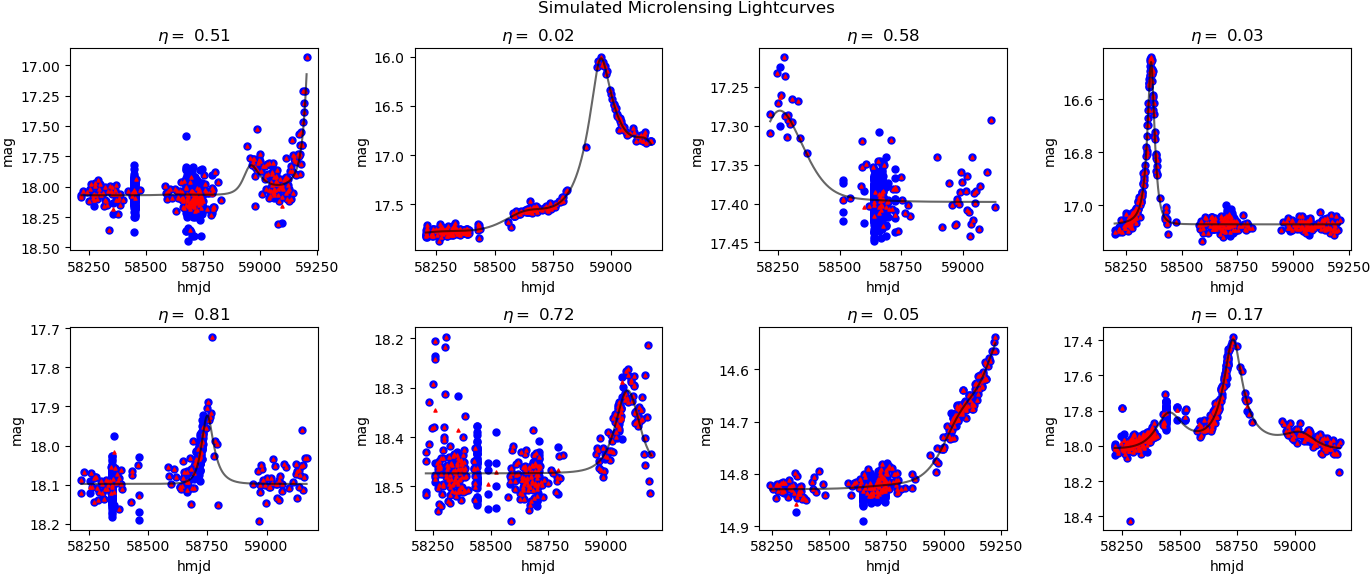 Simulated Microlensing Lightcurves
η = 0.51
η = 0.02
η = 0.58
η = 0.03
17.00
17.25
17.50
17.75
18.00
18.25
18.50
mag
58250 58500 58750 59000 59250
hmjd
16.0
16.5
17.0
17.5
mag
58250 58500 58750 59000
hmjd
17.25
17.30
17.35
17.40
17.45
mag
58250 58500 58750 59000
hmjd
16.6
16.8
17.0
mag
58250 58500 58750 59000 59250
hmjd
η = 0.81
η = 0.72
η = 0.05
η = 0.17
17.7
17.8
17.9
18.0
18.1
18.2
mag
58250 58500 58750 59000
hmjd
18.2
18.3
18.4
18.5
mag
58250 58500 58750 59000
hmjd
14.6
14.7
14.8
14.9
mag
58250 58500 58750 59000 59250
hmjd
17.4
17.6
17.8
18.0
18.2
18.4
mag
58250 58500 58750 59000
hmjd